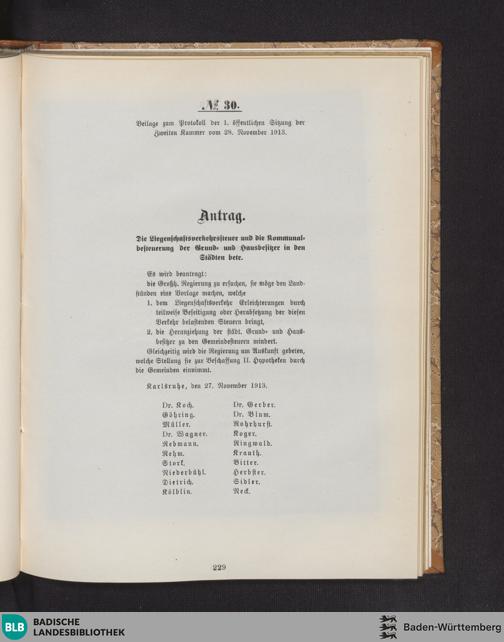 № 30.
Beilage zum Protokoll der 1. öffentlichen Sitzung der
Zweiten Kammer vom 28. November 1913.
Antrag.
Die Liegenschaftsverkehrssteuer und die Kommunal-
besteuerung der Grund- und Hausbesitzer in den
Städten betr.
Es wird beantragt:
die Großh. Regierung zu ersuchen, sie möge den Land-
ständen eine Vorlage machen, welche
1. dem Liegenschaftsverkehr Erleichterungen durch
teilweise Beseitigung oder Herabsetzung der diesen
Verkehr belastenden Steuern bringt,
2. die Heranziehung der städt. Grund- und Haus-
besitzer zu den Gemeindesteuern mindert.
Gleichzeitig wird die Regierung um Auskunft gebeten,
welche Stellung sie zur Beschaffung II. Hypotheken durch
die Gemeinden einnimmt.
Karlsruhe, den 27. November 1913.
Dr. Koch. Dr. Gerber.
Göhring. Dr. Blum.
Müller. Rohrhurst.
Dr. Wagner. Koger.
Rebmann. Ringwald.
Rehm. Krauth.
Stork. Bitter.
Niederbühl. Herbster.
Dietrich. Sidler.
Kölblin. Neck.
229
BLB BADISCHE
LANDESBIBLIOTHEK
Baden-Württemberg